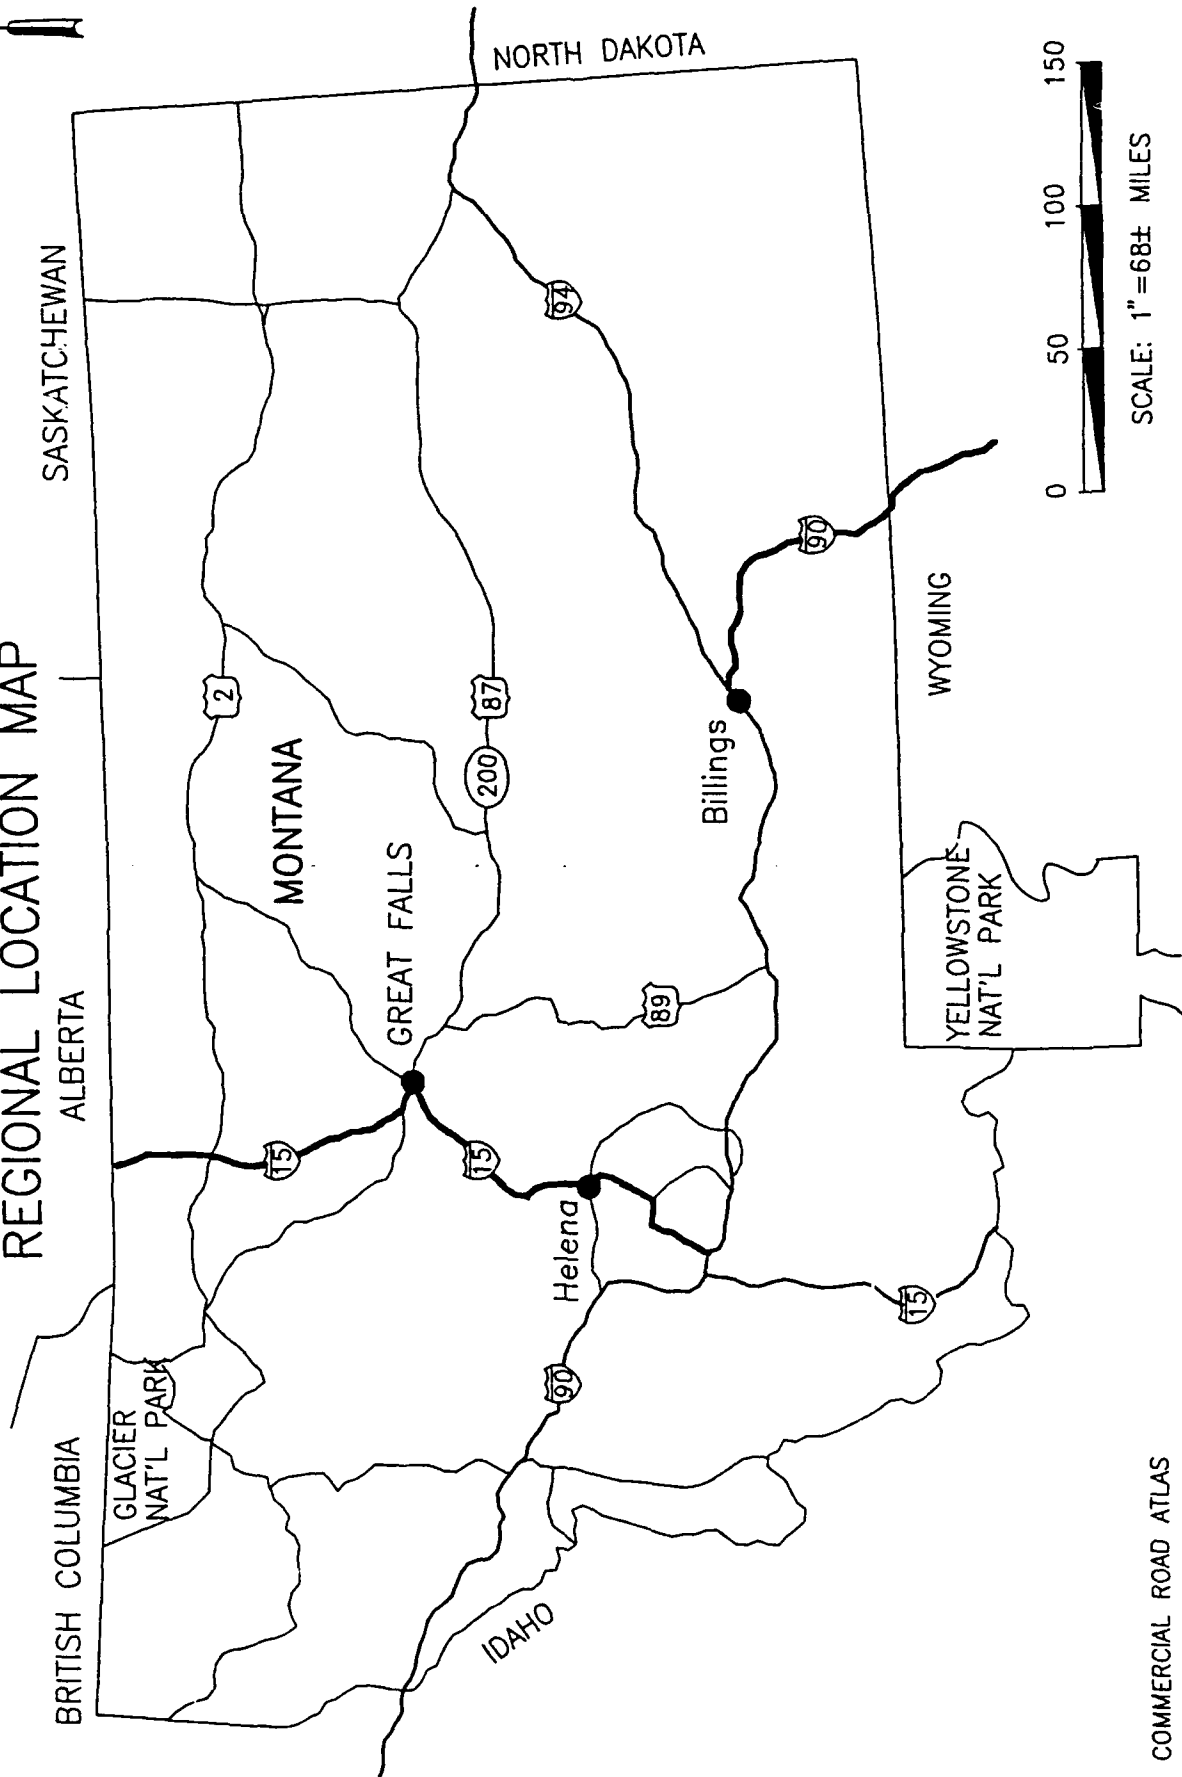 REGIONAL LOCATION MAP
BRITISH COLUMBIA
ALBERTA
SASKATCHEWAN
GLACIER
NAT'L PARK
2
MONTANA
15
GREAT FALLS
200
87
NORTH DAKOTA
15
94
IDAHO
90
Helena
89
Billings
90
15
YELLOWSTONE
NAT'L PARK
WYOMING
0 50 100 150
SCALE: 1"=68± MILES
COMMERCIAL ROAD ATLAS